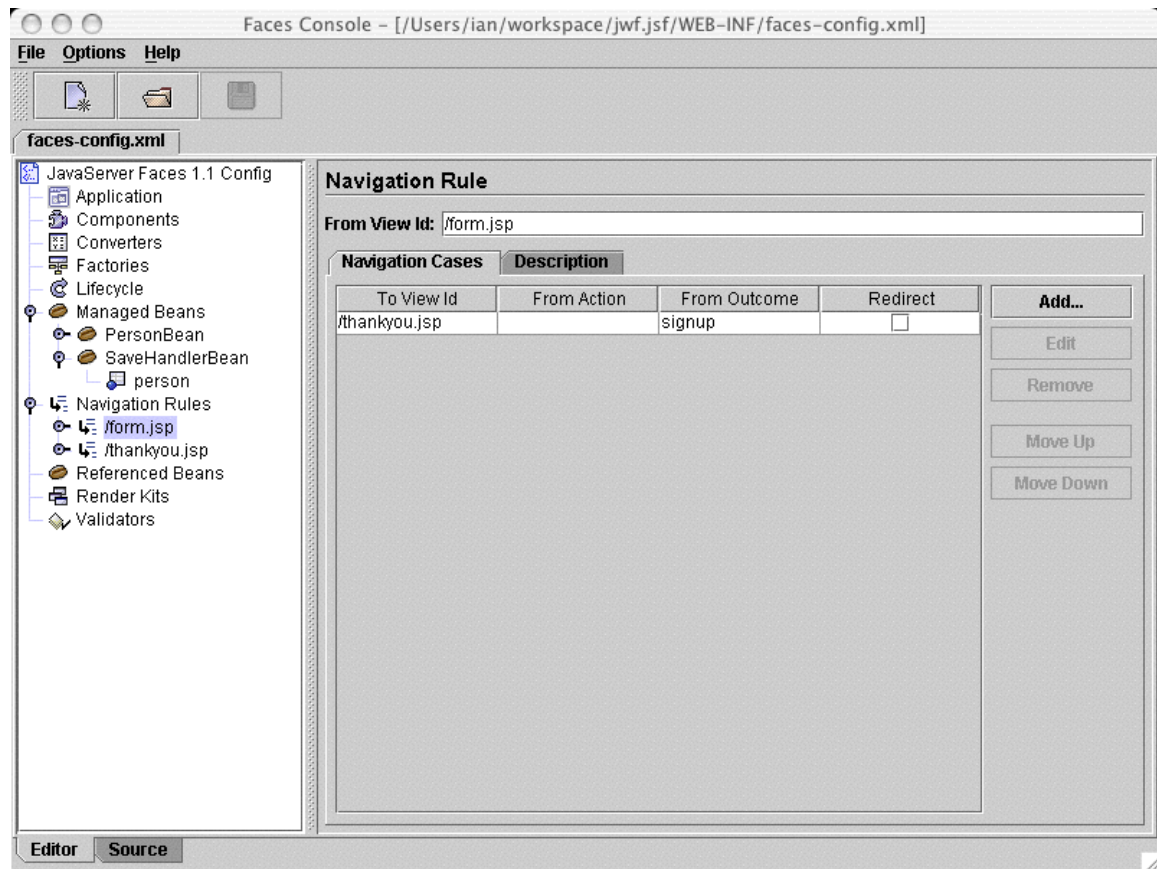 Faces Console – [/Users/ian/workspace/jwf.jsf/WEB-INF/faces-config.xml]
File Options Help
faces-config.xml
JavaServer Faces 1.1 Config
Application
Components
Converters
Factories
Lifecycle
Managed Beans
PersonBean
SaveHandlerBean
person
Navigation Rules
/form.jsp
/thankyou.jsp
Referenced Beans
Render Kits
Validators
Navigation Rule
From View Id: /form.jsp
Navigation Cases Description
To View Id From Action From Outcome Redirect
/thankyou.jsp signup
Add...
Edit
Remove
Move Up
Move Down
Editor Source